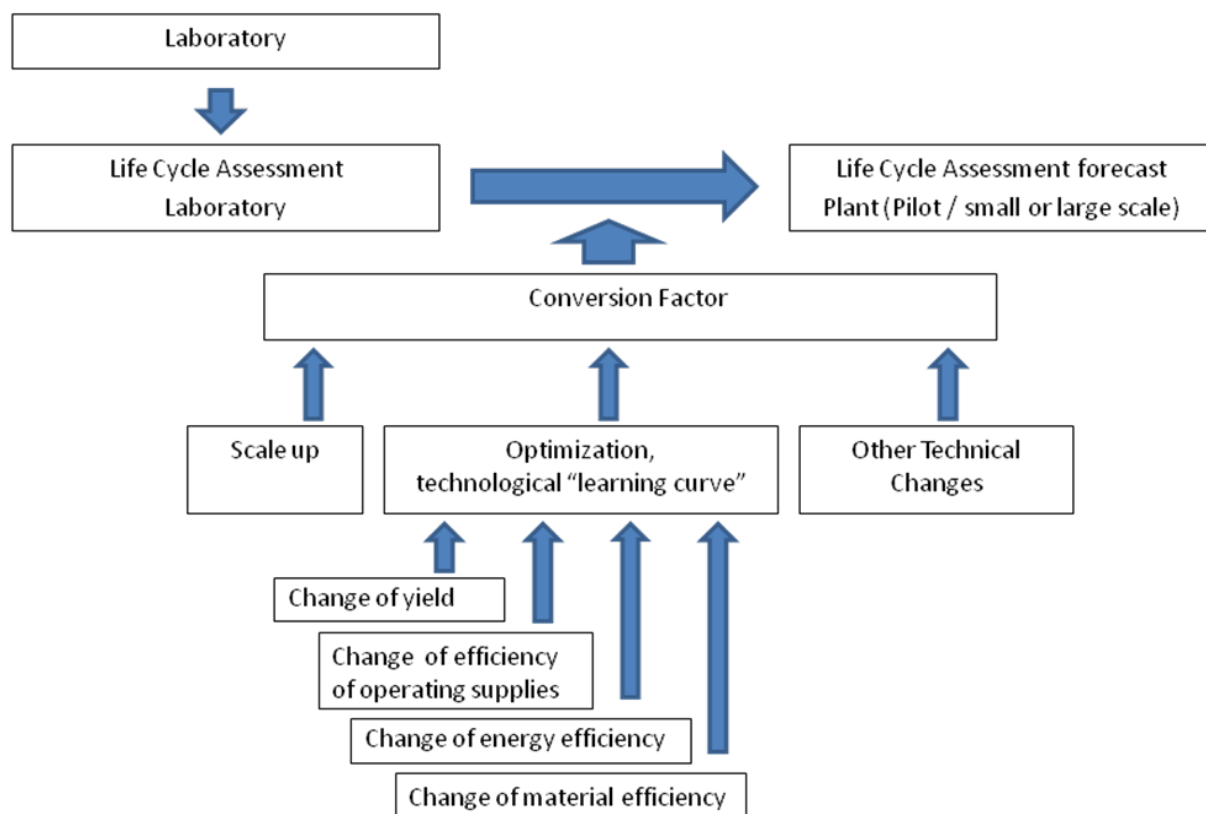 Laboratory
Life Cycle Assessment
Laboratory
Life Cycle Assessment forecast
Plant (Pilot / small or large scale)
Conversion Factor
Scale up
Optimization,
technological “learning curve”
Other Technical
Changes
Change of yield
Change of efficiency
of operating supplies
Change of energy efficiency
Change of material efficiency